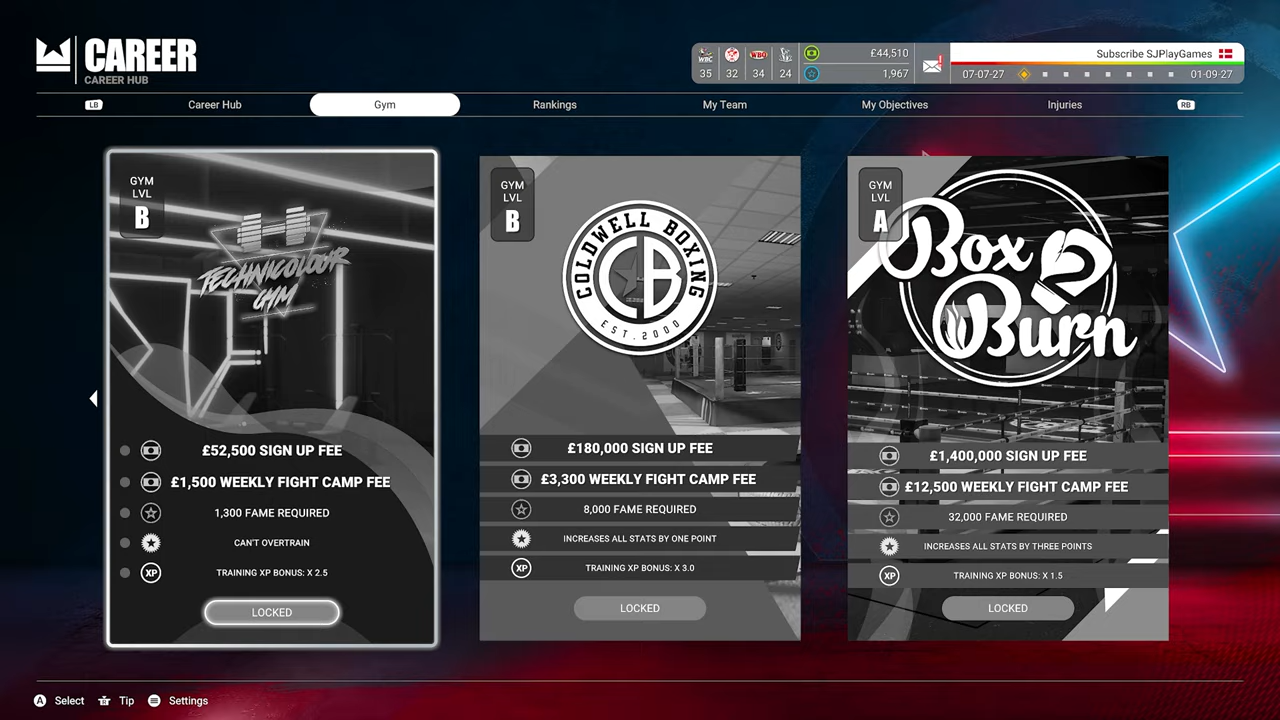 CAREER
CAREER HUB
WBC
WBO
35
32
34
24
£44,510
1,967
Subscribe SJPlayGames
07-07-27
01-09-27
LB
Career Hub
Gym
Rankings
My Team
My Objectives
Injuries
RB
GYM
LVL
B
TECHNICOLOUR
GYM
£52,500 SIGN UP FEE
£1,500 WEEKLY FIGHT CAMP FEE
1,300 FAME REQUIRED
CAN'T OVERTRAIN
XP
TRAINING XP BONUS: X 2.5
LOCKED
GYM
LVL
B
COLDWELL BOXING
CB
EST. 2000
£180,000 SIGN UP FEE
£3,300 WEEKLY FIGHT CAMP FEE
8,000 FAME REQUIRED
INCREASES ALL STATS BY ONE POINT
XP
TRAINING XP BONUS: X 3.0
LOCKED
GYM
LVL
A
Box
2
Burn
£1,400,000 SIGN UP FEE
£12,500 WEEKLY FIGHT CAMP FEE
32,000 FAME REQUIRED
INCREASES ALL STATS BY THREE POINTS
XP
TRAINING XP BONUS: X 1.5
LOCKED
A Select
Tip
Settings